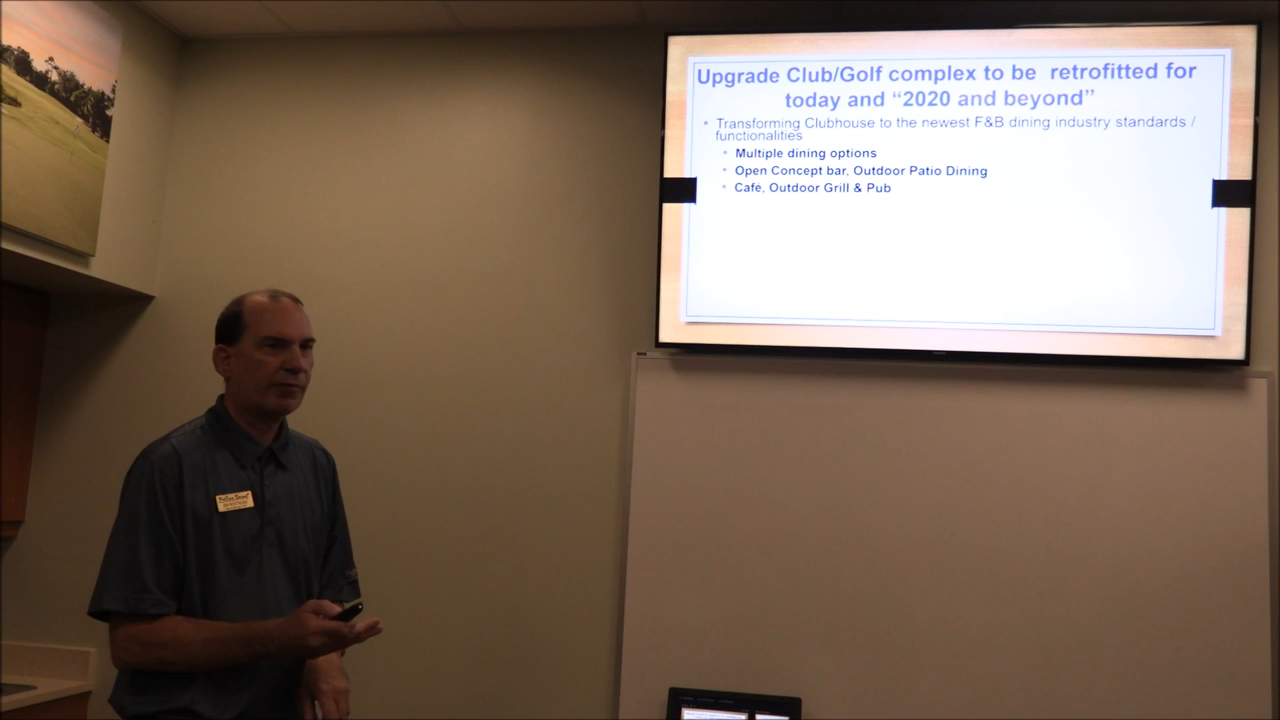 Upgrade Club/Golf complex to be retrofitted for
today and “2020 and beyond”
• Transforming Clubhouse to the newest F&B dining industry standards /
functionalities
• Multiple dining options
• Open Concept bar, Outdoor Patio Dining
• Café, Outdoor Grill & Pub